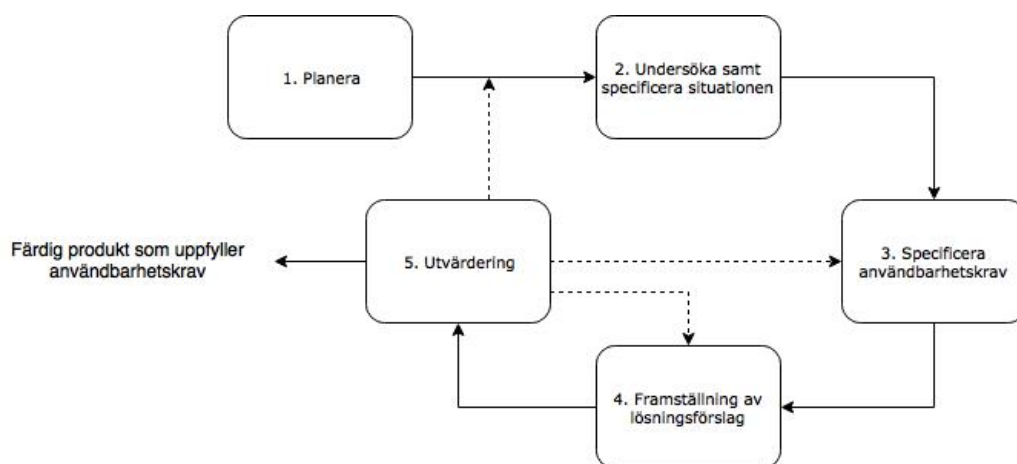 1. Planera
2. Undersöka samt
specificera situationen
Färdig produkt som uppfyller
användbarhetskrav
5. Utvärdering
3. Specificera
användbarhetskrav
4. Framställning av
lösningsförslag